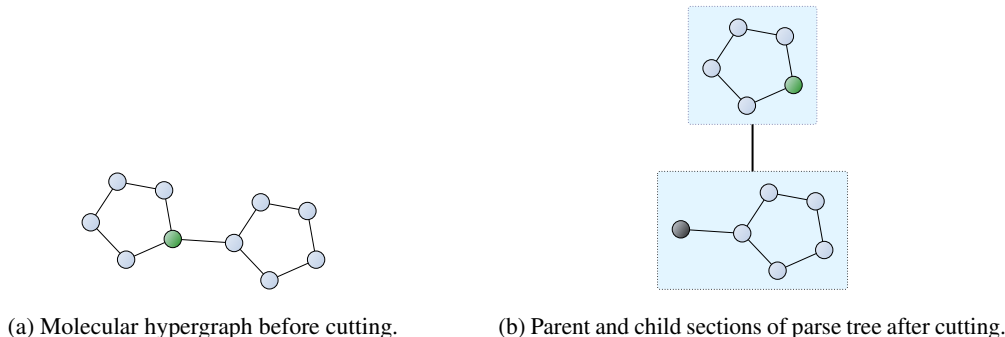 (a) Molecular hypergraph before cutting.
(b) Parent and child sections of parse tree after cutting.